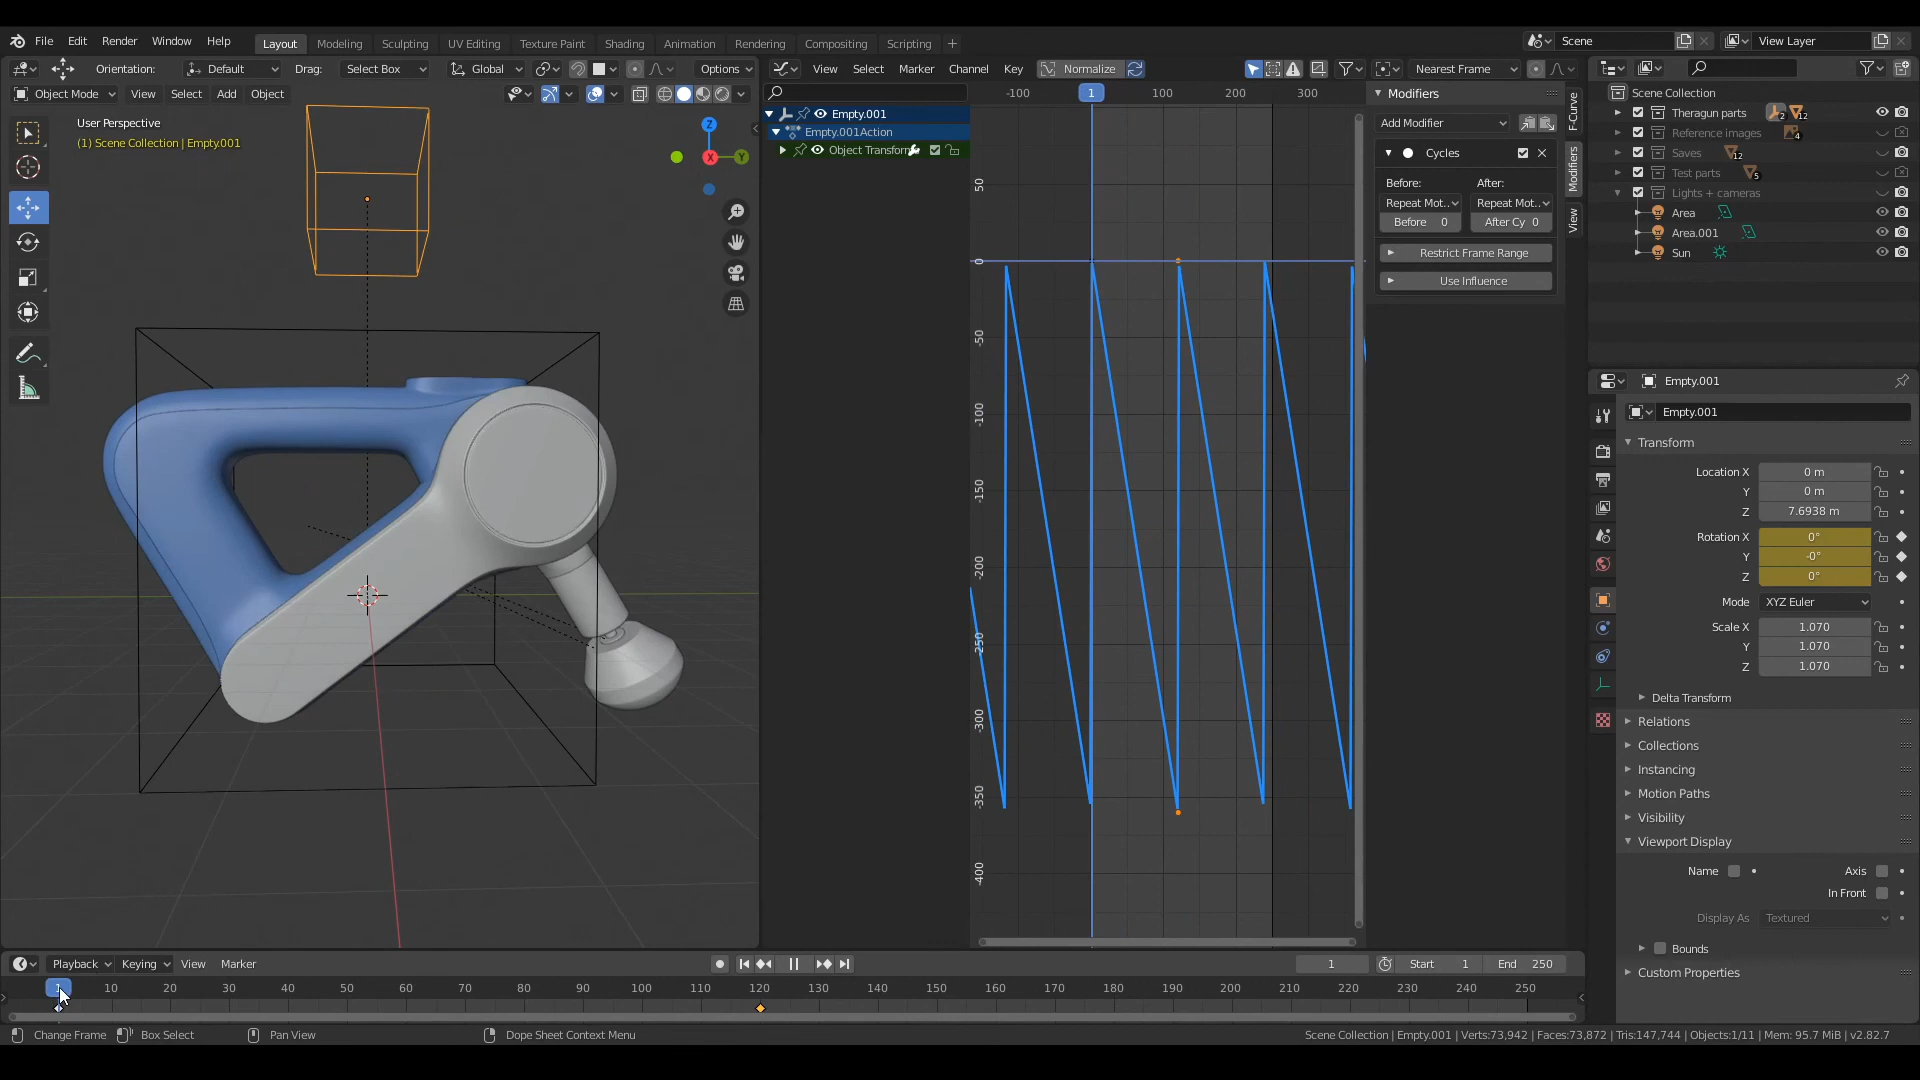 File Edit Render Window Help Layout Modeling Sculpting UV Editing Texture Paint Shading Animation Rendering Compositing Scripting + Scene View Layer
Orientation: Default Drag: Select Box Global Options
View Select Marker Channel Key Normalize Nearest Frame
Object Mode View Select Add Object
User Perspective
(1) Scene Collection | Empty.001
Z
X
Y
Empty.001
Empty.001Action
Object Transform
-100 1 100 200 300
50
0
-50
-100
-150
-200
-250
-300
-350
-400
Modifiers
Add Modifier
Cycles
Before: After:
Repeat Mot.. Repeat Mot..
Before 0 After Cy 0
Restrict Frame Range
Use Influence
F-Curve
Modifiers
View
Scene Collection
Theragun parts 2 12
Reference images 4
Saves 12
Test parts 5
Lights + cameras
Area
Area.001
Sun
Empty.001
Empty.001
Transform
Location X 0 m
Y 0 m
Z 7.6938 m
Rotation X 0°
Y -0°
Z 0°
Mode XYZ Euler
Scale X 1.070
Y 1.070
Z 1.070
Delta Transform
Relations
Collections
Instancing
Motion Paths
Visibility
Viewport Display
Name Axis
In Front
Display As Textured
Bounds
Custom Properties
Playback Keying View Marker 1 Start 1 End 250
10 20 30 40 50 60 70 80 90 100 110 120 130 140 150 160 170 180 190 200 210 220 230 240 250
Change Frame Box Select Pan View Dope Sheet Context Menu Scene Collection | Empty.001 | Verts:73,942 | Faces:73,872 | Tris:147,744 | Objects:1/11 | Mem: 95.7 MiB | v2.82.7